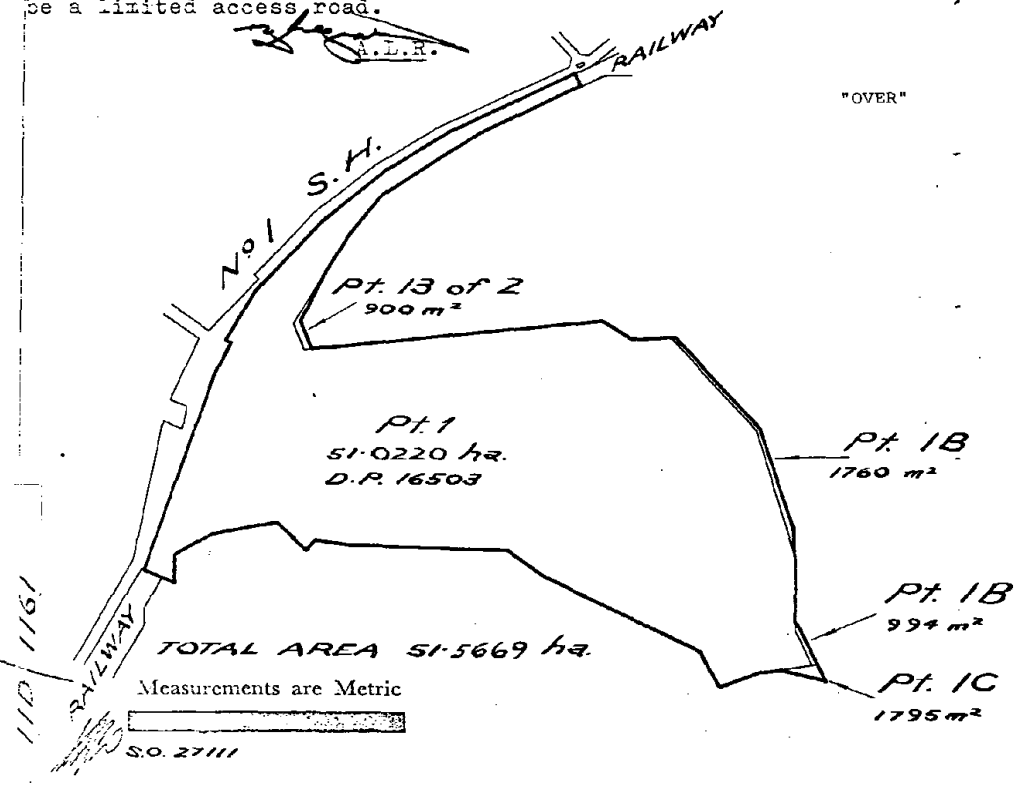 be a limited access road.
A.L.R.
RAILWAY
"OVER"
No 1 S.H.
Pt. 13 of 2
900 m²
Pt. 1
51·0220 ha.
D.P. 16503
Pt. 1B
1760 m²
Pt. 1B
994 m²
Pt. 1C
1795 m²
11D 1161
RAILWAY
TOTAL AREA 51·5669 ha.
Measurements are Metric
S.O. 27111